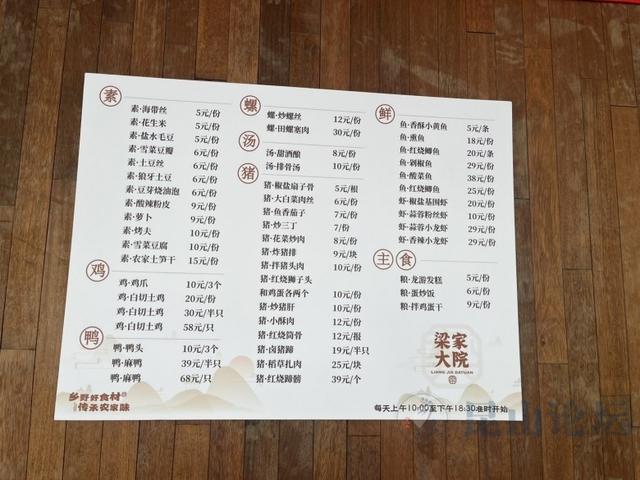 素
素·海带丝 5元/份
素·花生米 5元/份
素·盐水毛豆 5元/份
素·雪菜豆瓣 6元/份
素·土豆丝 6元/份
素·狼牙土豆 6元/份
素·豆芽烧油泡 6元/份
素·酸辣粉皮 9元/份
素·萝卜 9元/份
素·烤夫 10元/份
素·雪菜豆腐 10元/份
素·农家土笋干 15元/份
鸡
鸡·鸡爪 10元/3个
鸡·白切土鸡 20元/份
鸡·白切土鸡 30元/半只
鸡·白切土鸡 58元/只
鸭
鸭·鸭头 10元/3个
鸭·麻鸭 39元/半只
鸭·麻鸭 68元/只
乡野好食材
传承农家味
螺
螺·炒螺丝 12元/份
螺·田螺塞肉 30元/份
汤
汤·甜酒酿 8元/份
汤·排骨汤 10元/份
猪
猪·椒盐扇子骨 5元/根
猪·大白菜肉丝 6元/份
猪·鱼香茄子 7元/份
猪·炒三丁 7/份
猪·花菜炒肉 8元/份
猪·炸猪排 9元/块
猪·拌猪头肉 10元/份
猪·红烧狮子头
和鸡蛋各两个 10元/份
猪·炒猪肝 10元/份
猪·小酥肉 12元/份
猪·红烧筒骨 12元/根
猪·卤猪蹄 19元/半只
猪·稻草扎肉 25元/块
猪·红烧蹄髈 39元/个
鲜
鱼·香酥小黄鱼 5元/条
鱼·熏鱼 18元/份
鱼·红烧鲫鱼 20元/条
鱼·剁椒鱼 29元/份
鱼·酸菜鱼 38元/份
鱼·红烧鲫鱼 25元/份
虾·椒盐基围虾 20元/份
虾·蒜蓉粉丝虾 10元/份
虾·蒜蓉小龙虾 29元/份
虾·香辣小龙虾 29元/份
主食
粮·龙游发糕 5元/份
粮·蛋炒饭 6元/份
粮·拌鸡蛋干 9元/份
梁家
大院
LIANG JIA DAYUAN
每天上午10:00至下午18:30准时开始
昆山论坛